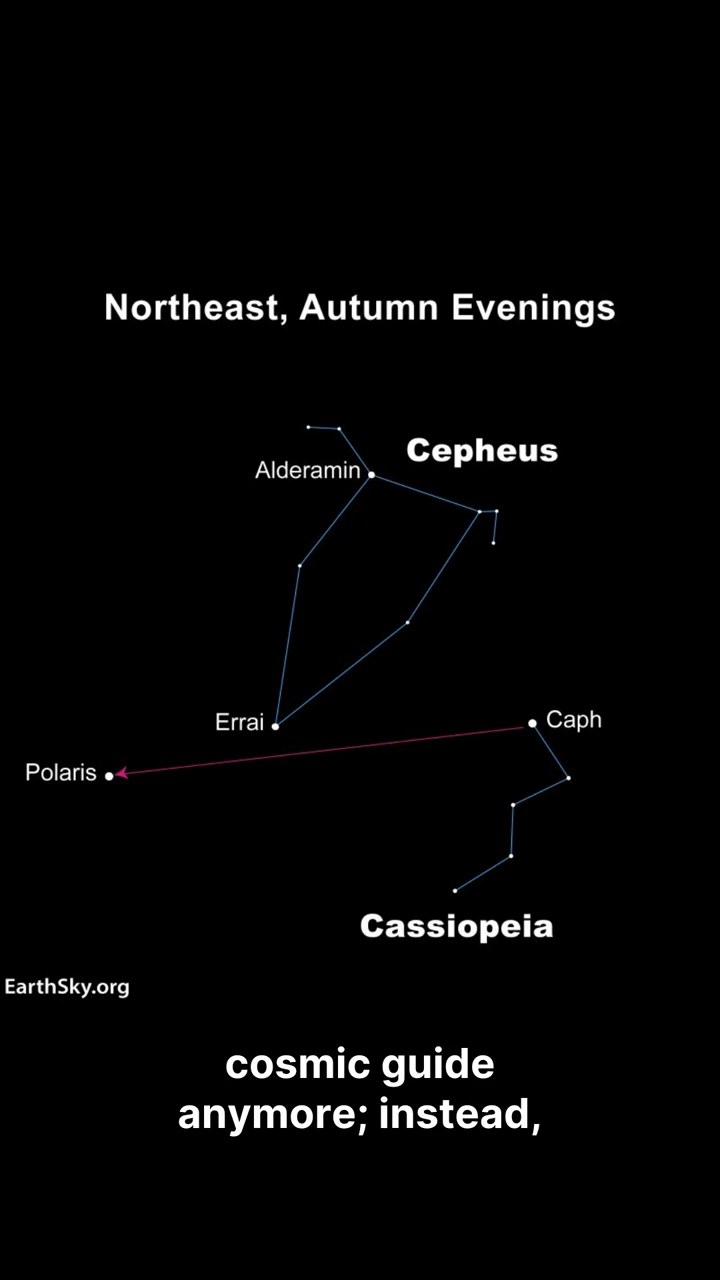 Northeast, Autumn Evenings
Cepheus
Alderamin
Errai
Caph
Polaris
Cassiopeia
EarthSky.org
cosmic guide
anymore; instead,